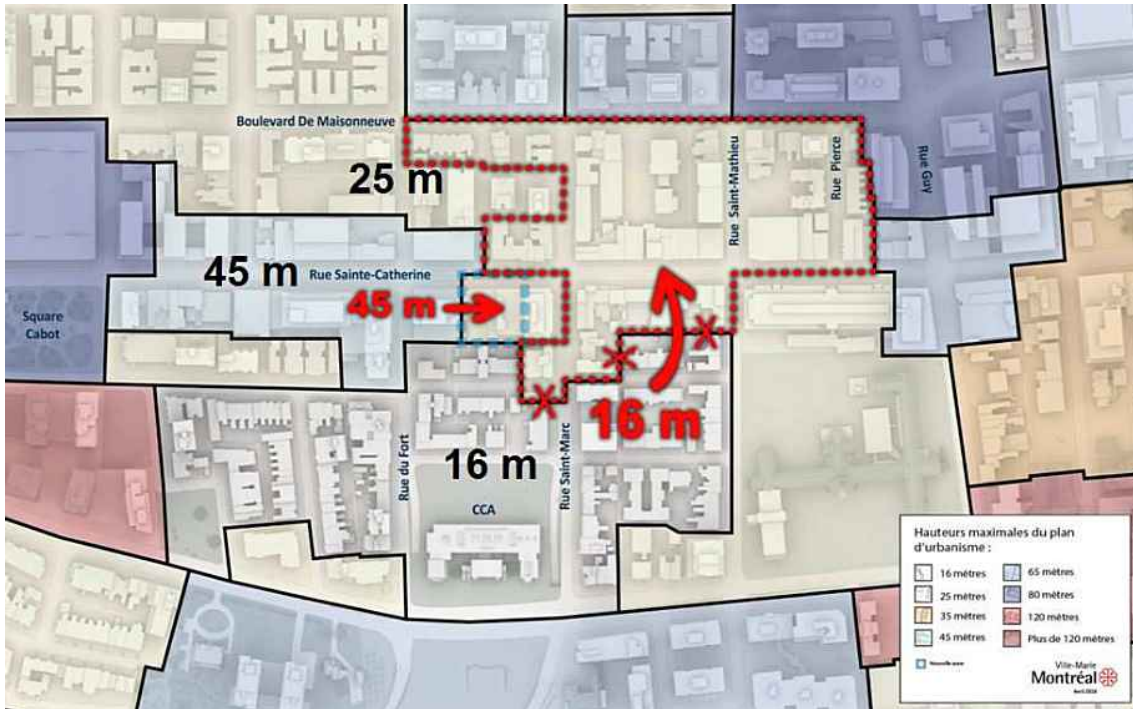 Boulevard De Maisonneuve
25 m
Rue Saint-Mathieu
Rue Pierce
Rue Guy
45 m
Rue Sainte-Catherine
45 m
Square
Cabot
16 m
16 m
Rue du Fort
CCA
Rue Saint-Marc
Hauteurs maximales du plan
d'urbanisme :
16 mètres
65 mètres
25 mètres
80 mètres
35 mètres
120 mètres
45 mètres
Plus de 120 mètres
Nouvelle zone
Ville-Marie
Montréal